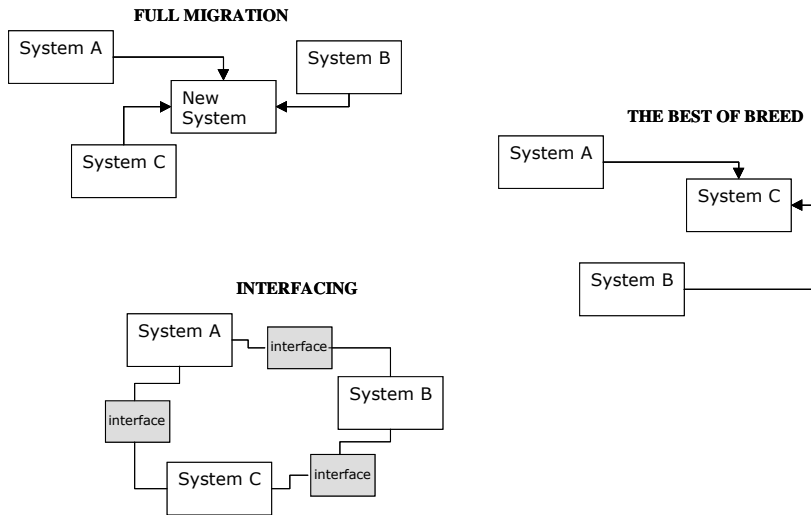 FULL MIGRATION
System A
System B
New
System
System C
THE BEST OF BREED
System A
System C
System B
INTERFACING
System A
interface
System B
interface
System C
interface